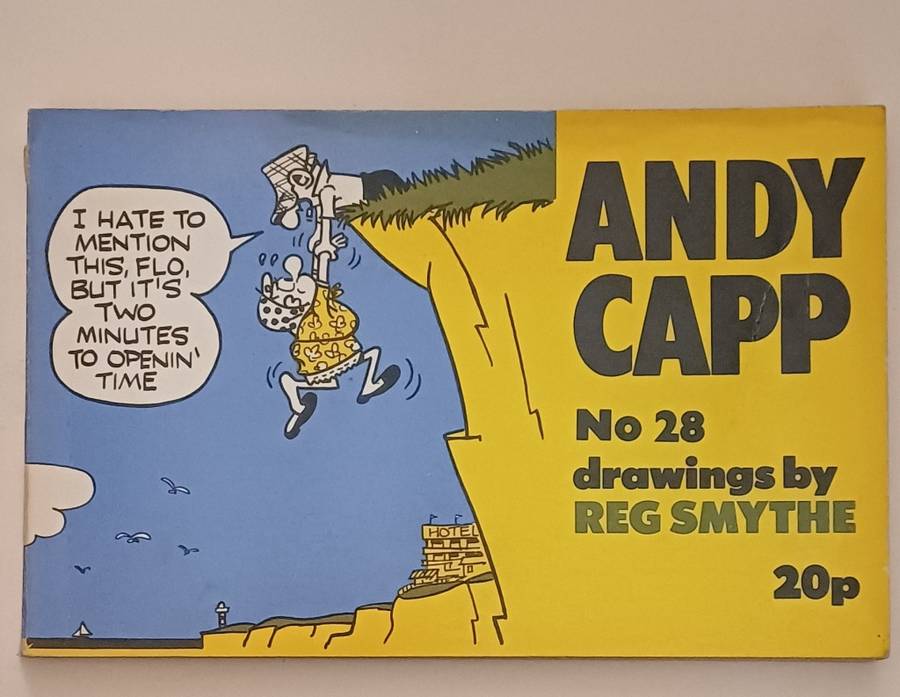 I HATE TO
MENTION
THIS, FLO,
BUT IT'S
TWO
MINUTES
TO OPENIN'
TIME
HOTEL
ANDY
CAPP
No 28
drawings by
REG SMYTHE
20p